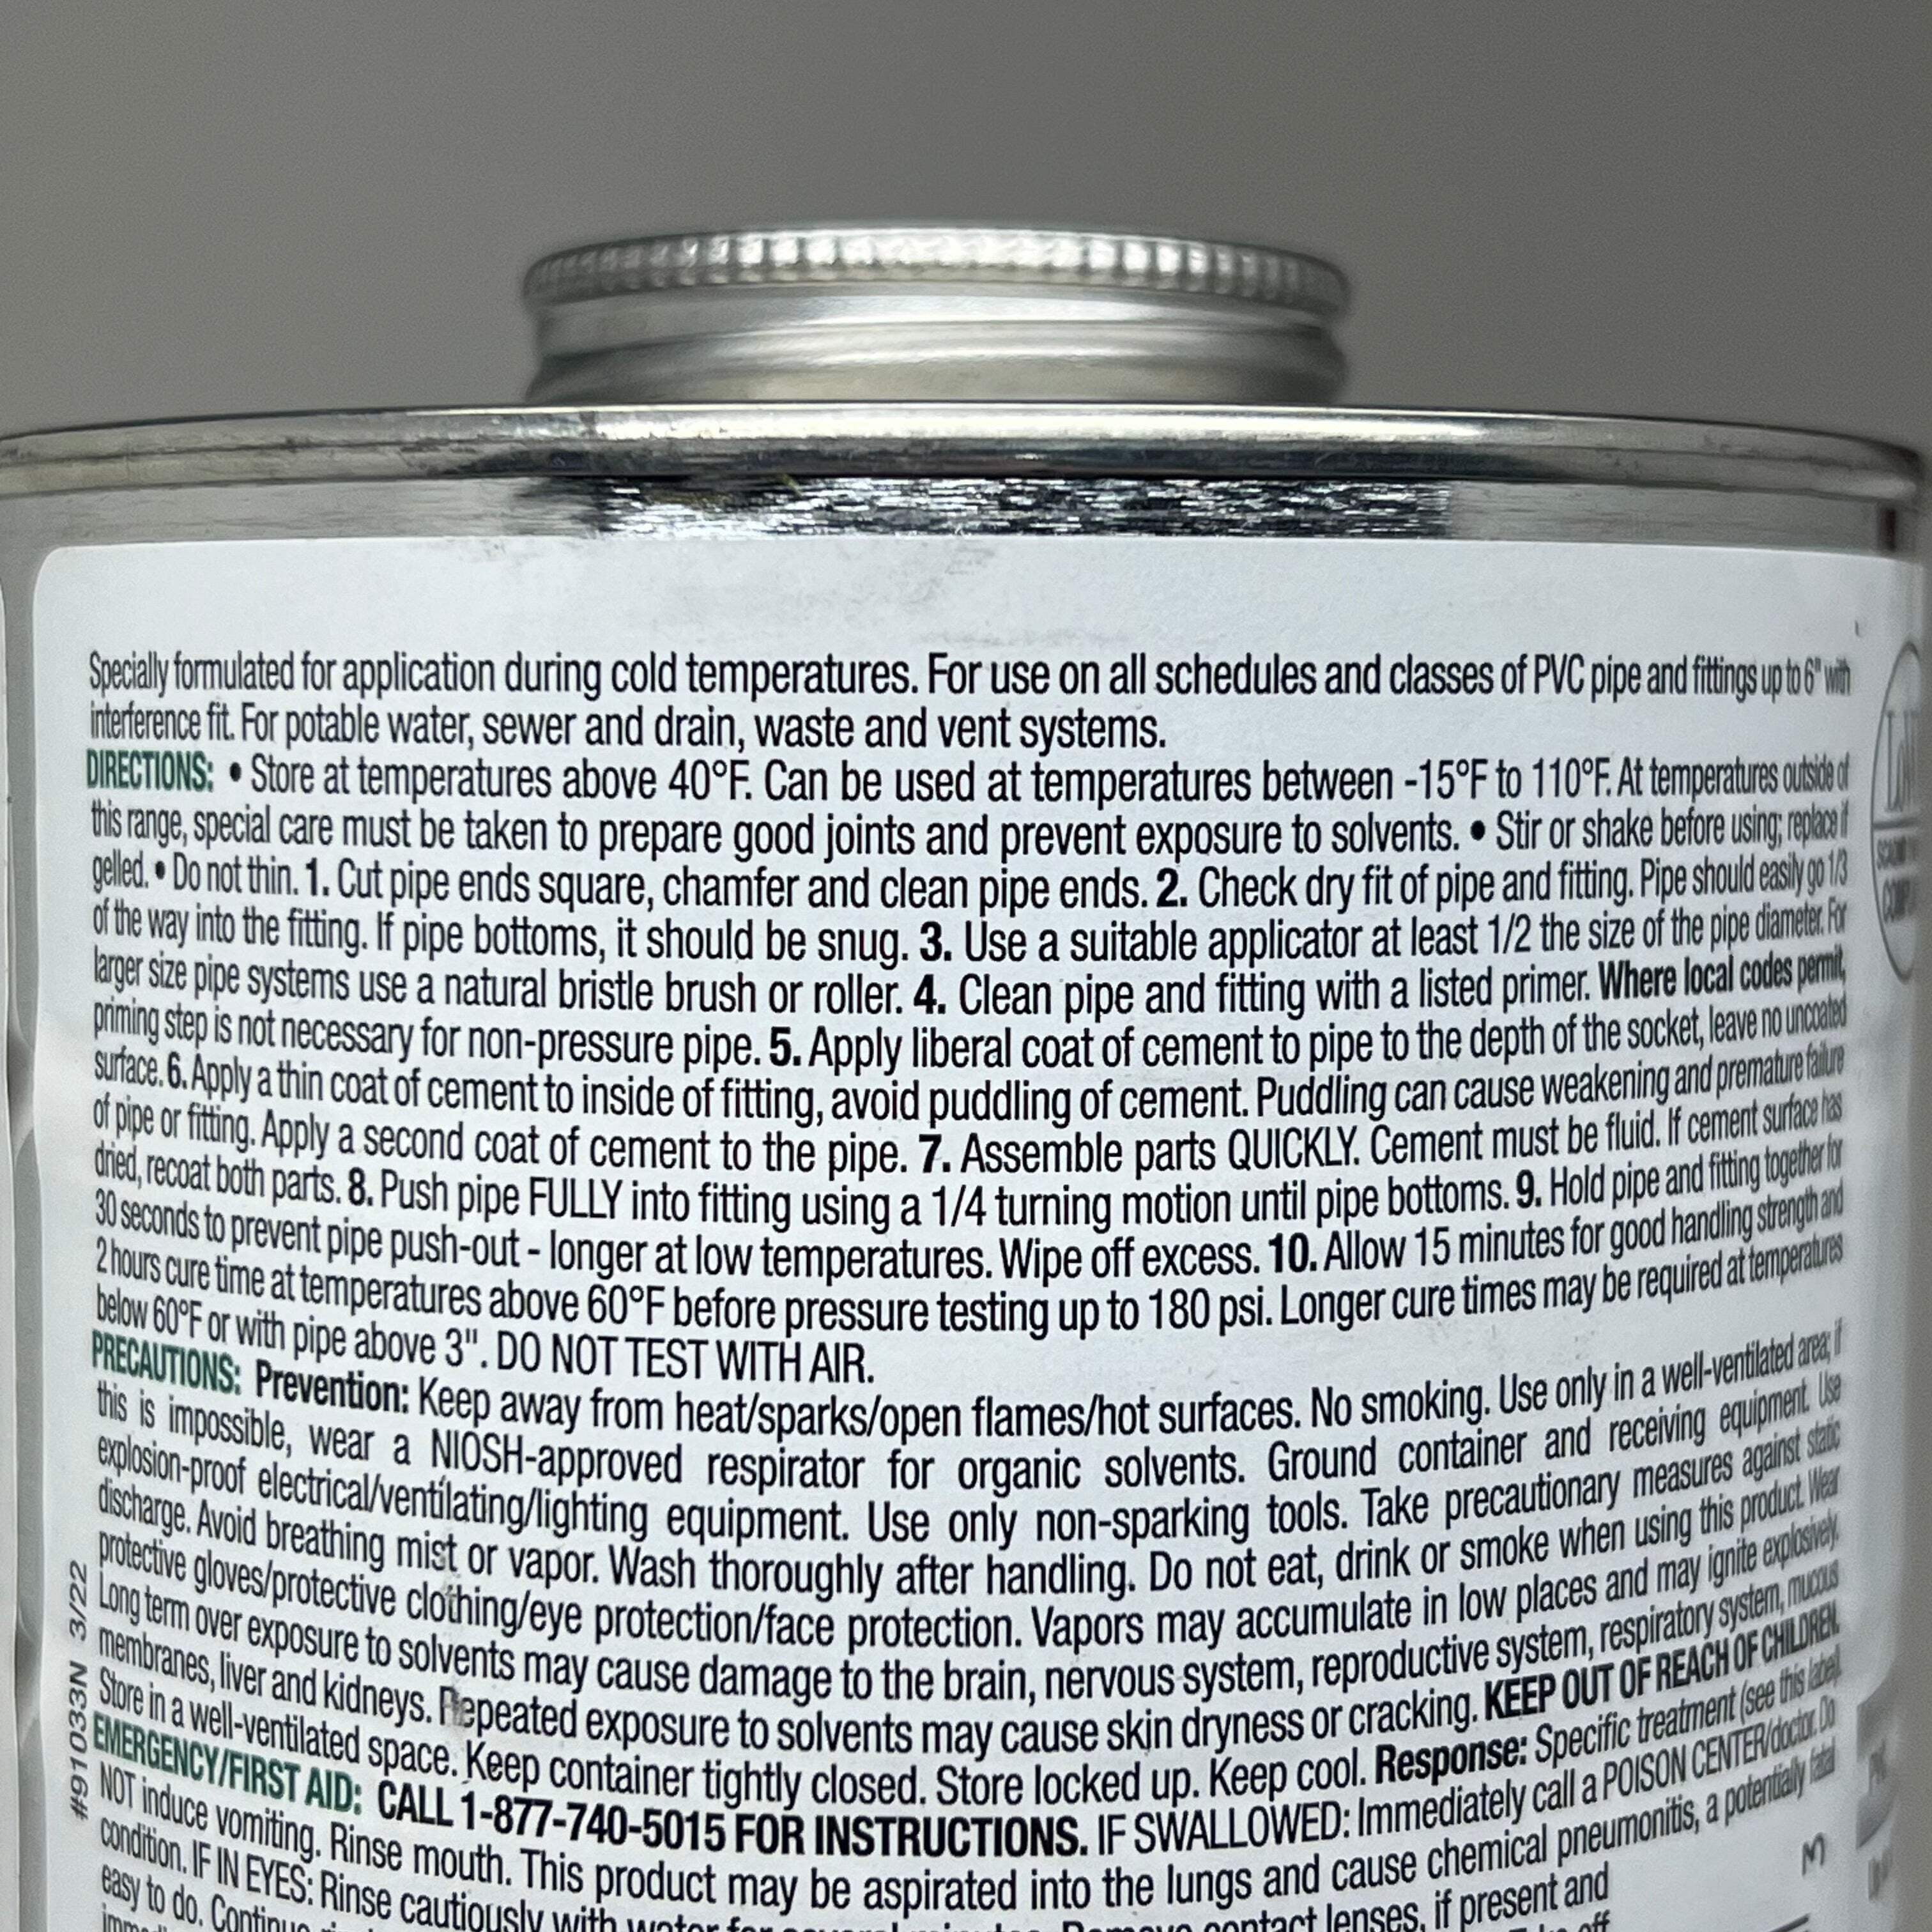 Specially formulated for application during cold temperatures. For use on all schedules and classes of PVC pipe and fittings up to 6" with
interference fit. For potable water, sewer and drain, waste and vent systems.
DIRECTIONS: • Store at temperatures above 40°F. Can be used at temperatures between -15°F to 110°F. At temperatures outside of
this range, special care must be taken to prepare good joints and prevent exposure to solvents. • Stir or shake before using; replace if
gelled. • Do not thin. 1. Cut pipe ends square, chamfer and clean pipe ends. 2. Check dry fit of pipe and fitting. Pipe should easily go 1/3
of the way into the fitting. If pipe bottoms, it should be snug. 3. Use a suitable applicator at least 1/2 the size of the pipe diameter. For
larger size pipe systems use a natural bristle brush or roller. 4. Clean pipe and fitting with a listed primer. Where local codes permit,
priming step is not necessary for non-pressure pipe. 5. Apply liberal coat of cement to pipe to the depth of the socket, leave no uncoated
surface. 6. Apply a thin coat of cement to inside of fitting, avoid puddling of cement. Puddling can cause weakening and premature failure
of pipe or fitting. Apply a second coat of cement to the pipe. 7. Assemble parts QUICKLY. Cement must be fluid. If cement surface has
dried, recoat both parts. 8. Push pipe FULLY into fitting using a 1/4 turning motion until pipe bottoms. 9. Hold pipe and fitting together for
30 seconds to prevent pipe push-out - longer at low temperatures. Wipe off excess. 10. Allow 15 minutes for good handling strength and
2 hours cure time at temperatures above 60°F before pressure testing up to 180 psi. Longer cure times may be required at temperatures
below 60°F or with pipe above 3". DO NOT TEST WITH AIR.
PRECAUTIONS: Prevention: Keep away from heat/sparks/open flames/hot surfaces. No smoking. Use only in a well-ventilated area; if
this is impossible, wear a NIOSH-approved respirator for organic solvents. Ground container and receiving equipment. Use
explosion-proof electrical/ventilating/lighting equipment. Use only non-sparking tools. Take precautionary measures against static
discharge. Avoid breathing mist or vapor. Wash thoroughly after handling. Do not eat, drink or smoke when using this product. Wear
protective gloves/protective clothing/eye protection/face protection. Vapors may accumulate in low places and may ignite explosively.
Long term over exposure to solvents may cause damage to the brain, nervous system, reproductive system, respiratory system, mucous
membranes, liver and kidneys. Repeated exposure to solvents may cause skin dryness or cracking. KEEP OUT OF REACH OF CHILDREN.
Store in a well-ventilated space. Keep container tightly closed. Store locked up. Keep cool. Response: Specific treatment (see this label).
EMERGENCY/FIRST AID: CALL 1-877-740-5015 FOR INSTRUCTIONS. IF SWALLOWED: Immediately call a POISON CENTER/doctor. Do
NOT induce vomiting. Rinse mouth. This product may be aspirated into the lungs and cause chemical pneumonitis, a potentially fatal
condition. IF IN EYES: Rinse cautiously with water for several minutes. Remove contact lenses, if present and
easy to do. Continue
#91033N 3/22